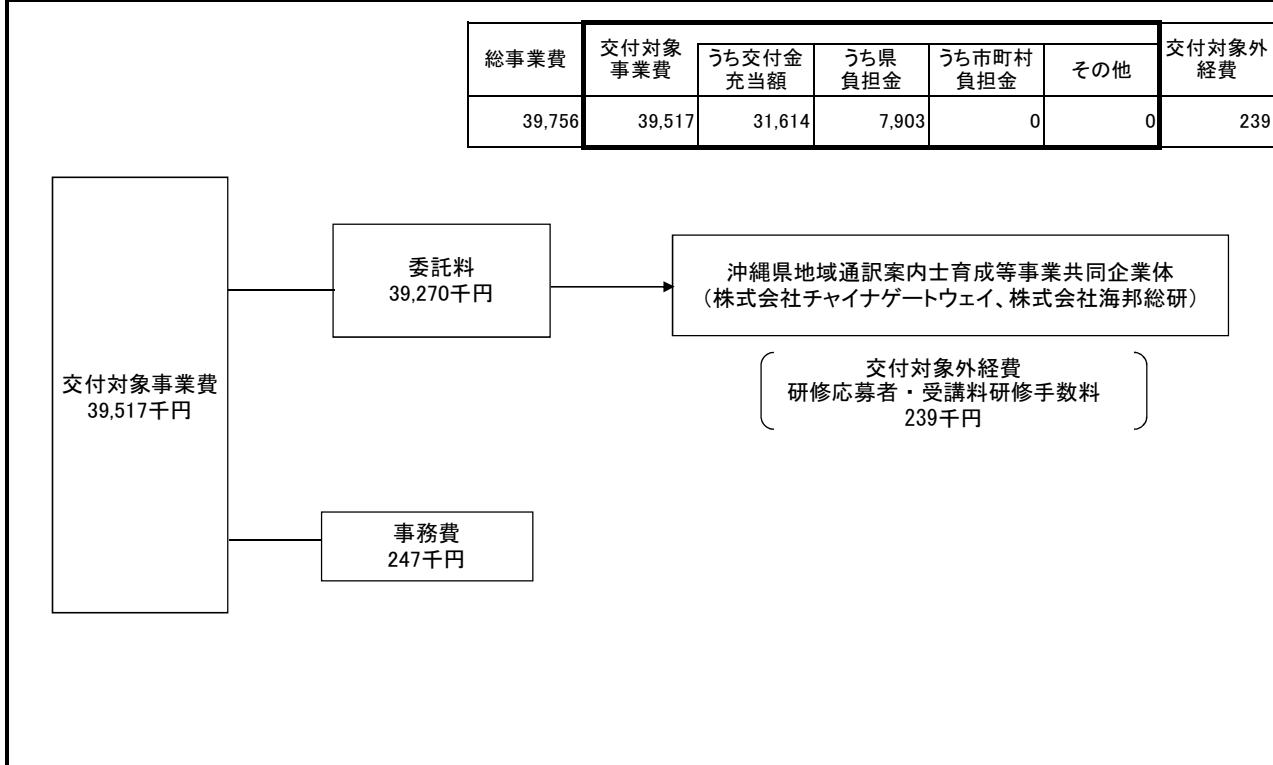 総事業費
交付対象
事業費
うち交付金
充当額
うち県
負担金
うち市町村
負担金
その他
交付対象外
経費
39,756
39,517
31,614
7,903
0
0
239
交付対象事業費
39,517千円
委託料
39,270千円
沖縄県地域通訳案内士育成等事業共同企業体
（株式会社チャイナゲートウェイ、株式会社海邦総研）
交付対象外経費
研修応募者・受講料研修手数料
239千円
事務費
247千円